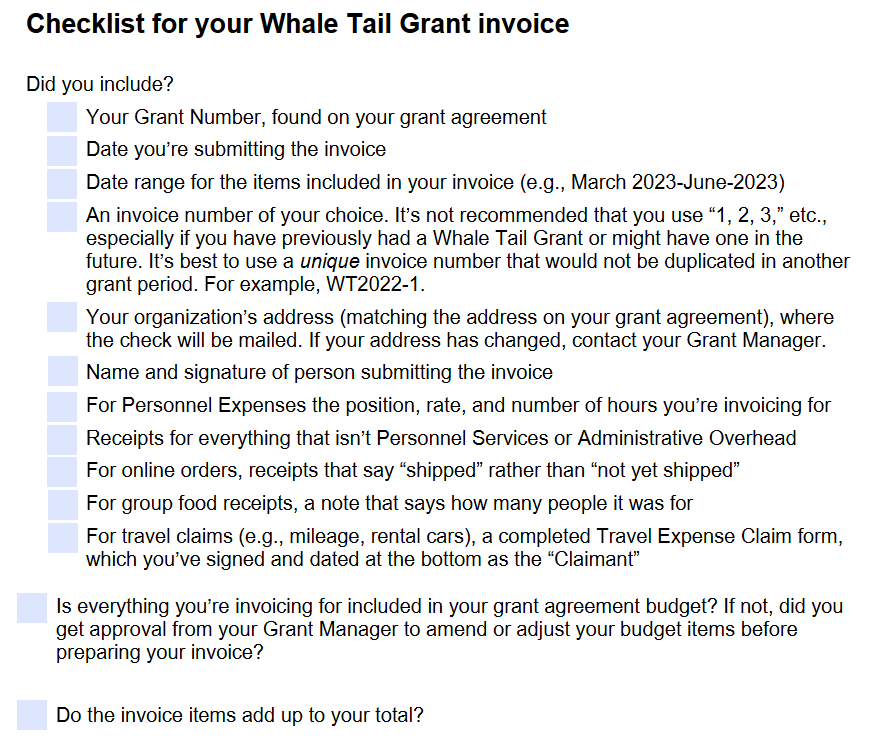 Checklist for your Whale Tail Grant invoice
Did you include?
Your Grant Number, found on your grant agreement
Date you’re submitting the invoice
Date range for the items included in your invoice (e.g., March 2023-June-2023)
An invoice number of your choice. It’s not recommended that you use “1, 2, 3,” etc.,
especially if you have previously had a Whale Tail Grant or might have one in the
future. It’s best to use a unique invoice number that would not be duplicated in another
grant period. For example, WT2022-1.
Your organization’s address (matching the address on your grant agreement), where
the check will be mailed. If your address has changed, contact your Grant Manager.
Name and signature of person submitting the invoice
For Personnel Expenses the position, rate, and number of hours you’re invoicing for
Receipts for everything that isn’t Personnel Services or Administrative Overhead
For online orders, receipts that say “shipped” rather than “not yet shipped”
For group food receipts, a note that says how many people it was for
For travel claims (e.g., mileage, rental cars), a completed Travel Expense Claim form,
which you’ve signed and dated at the bottom as the “Claimant”
Is everything you’re invoicing for included in your grant agreement budget? If not, did you
get approval from your Grant Manager to amend or adjust your budget items before
preparing your invoice?
Do the invoice items add up to your total?